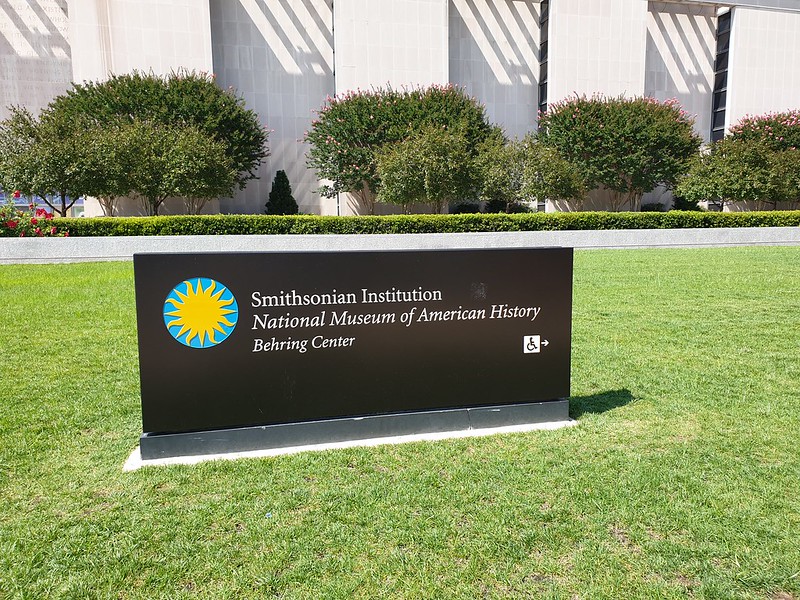 Smithsonian Institution
National Museum of American History
Behring Center